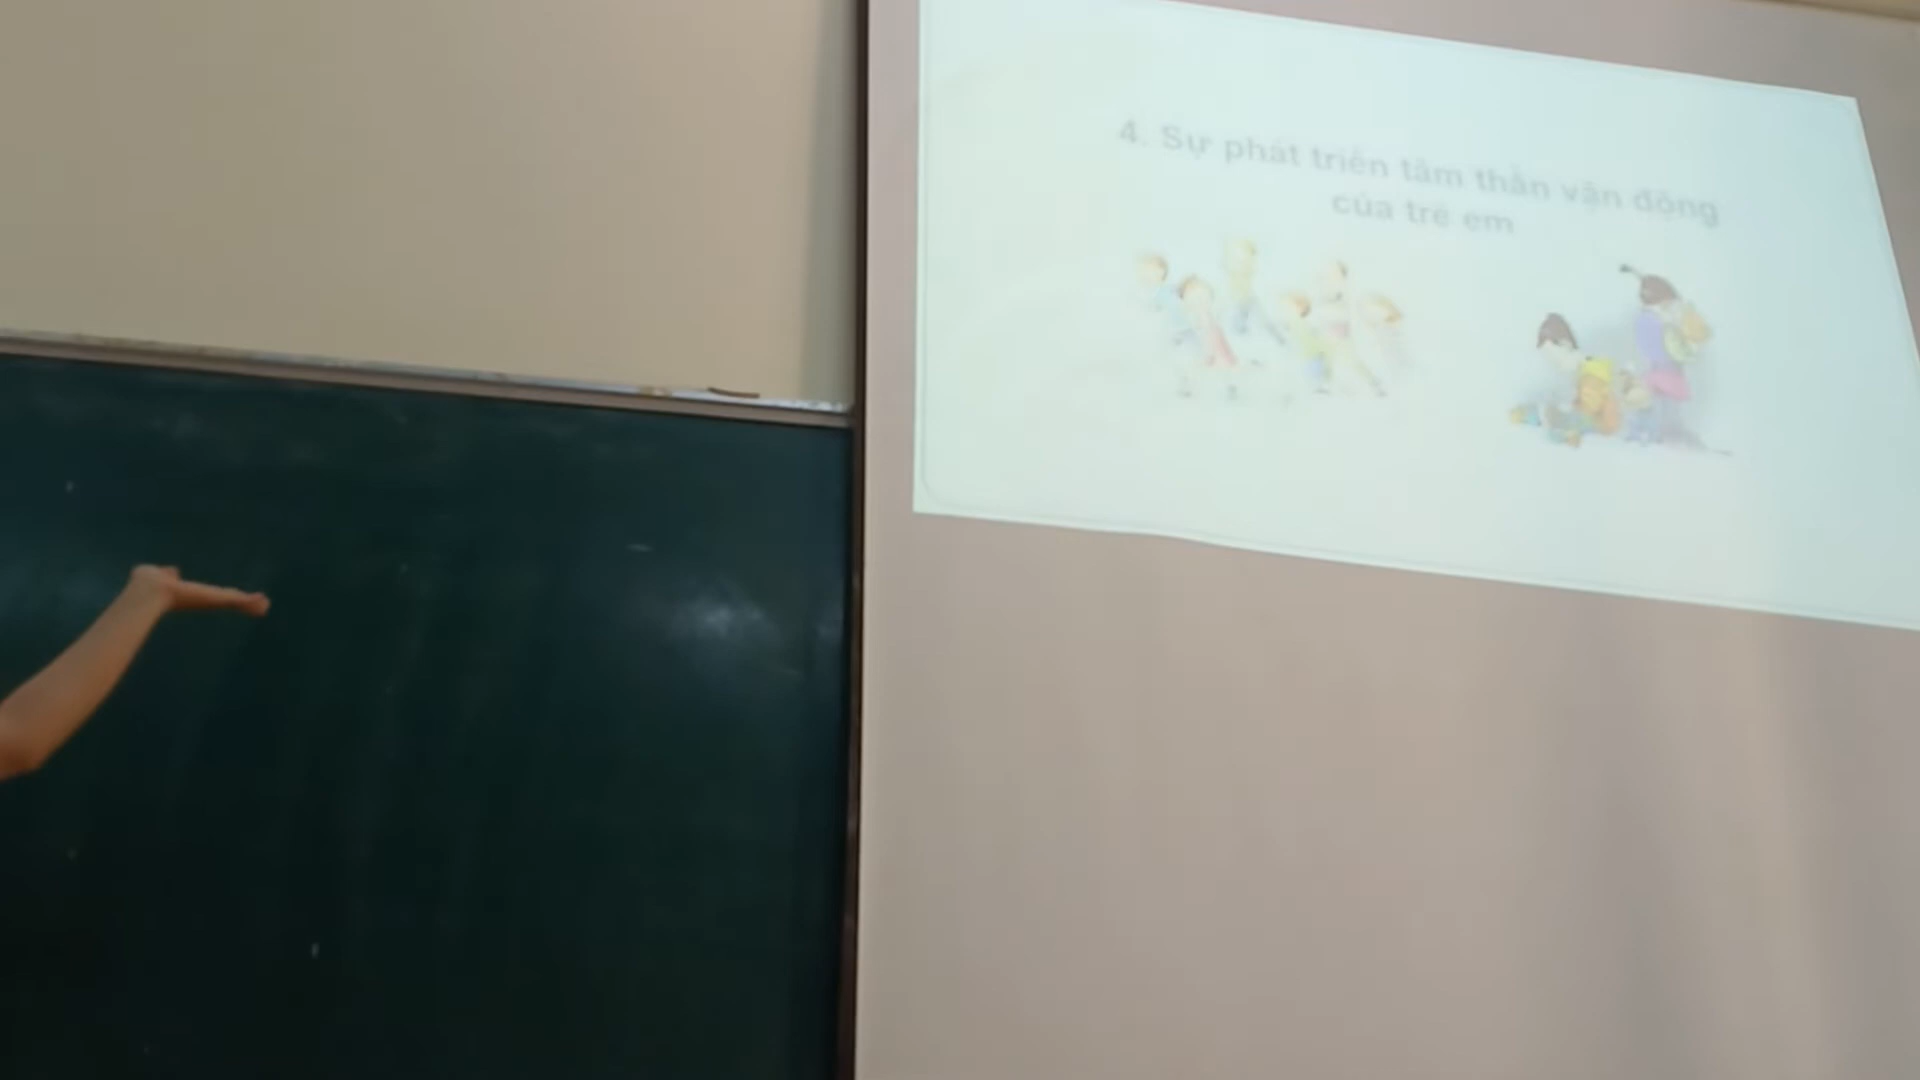 4. Sự phát triển tâm thần vận động
của trẻ em